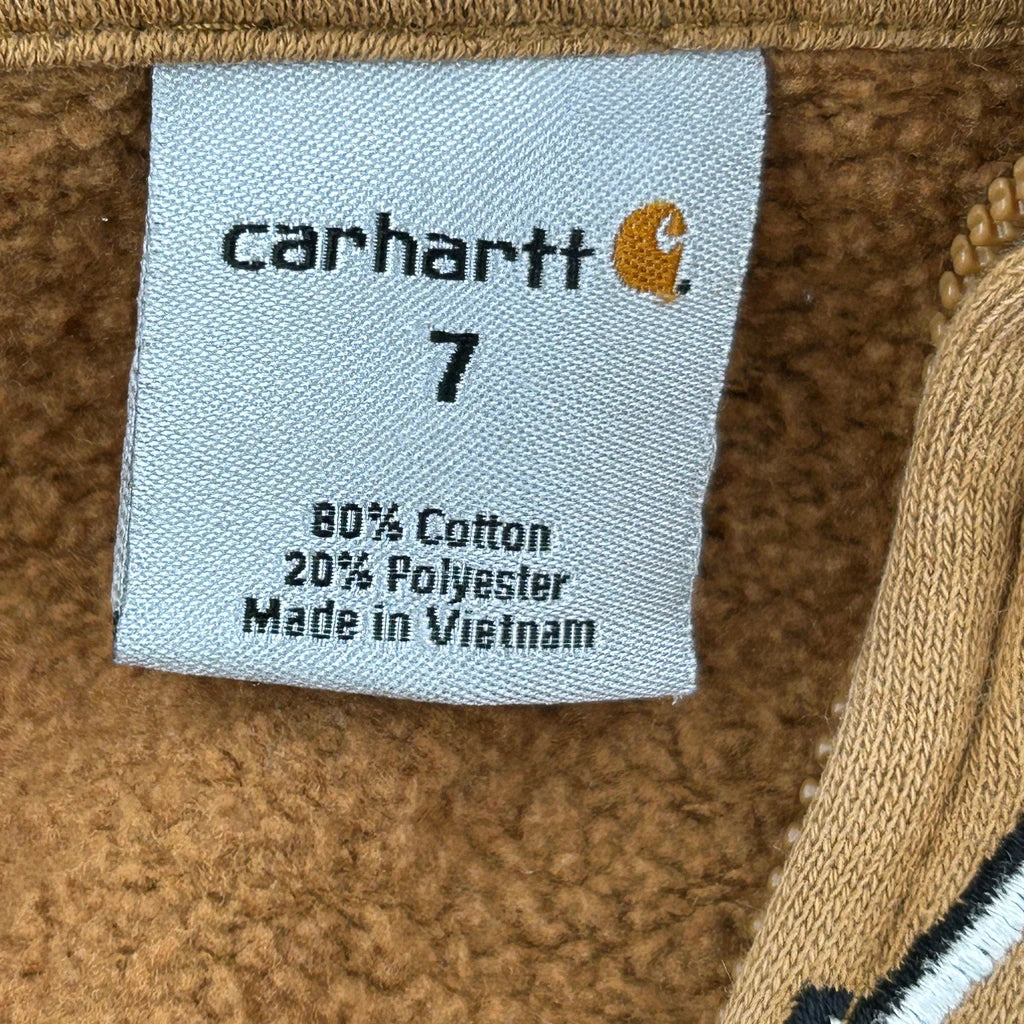 carhartt
7
80% Cotton
20% Polyester
Made in Vietnam